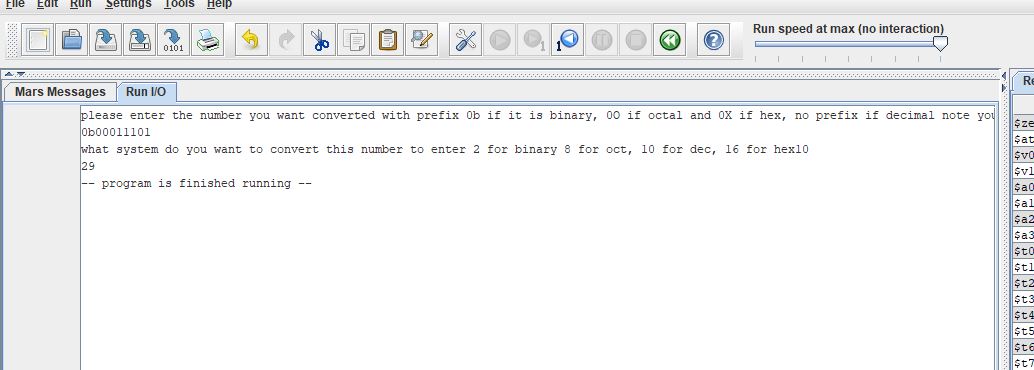 File Edit Run Settings Tools Help
Run speed at max (no interaction)
0101
1
1
Mars Messages Run I/O
please enter the number you want converted with prefix 0b if it is binary, 0O if octal and 0X if hex, no prefix if decimal note you
0b00011101
what system do you want to convert this number to enter 2 for binary 8 for oct, 10 for dec, 16 for hex10
29
-- program is finished running --
Re
$ze
$at
$v0
$v1
$a0
$a1
$a2
$a3
$t0
$t1
$t2
$t3
$t4
$t5
$t6
$t7